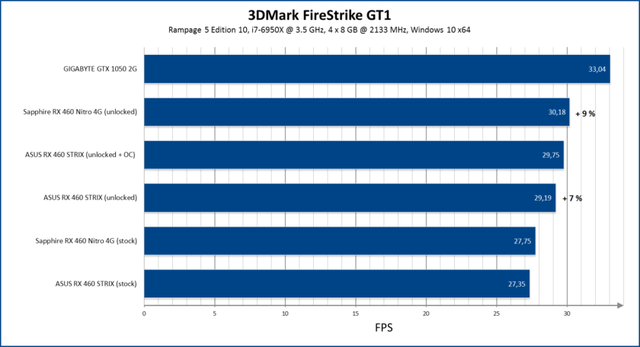 3DMark FireStrike GT1
Rampage 5 Edition 10, i7-6950X @ 3.5 GHz, 4 x 8 GB @ 2133 MHz, Windows 10 x64
GIGABYTE GTX 1050 2G 33,04
Sapphire RX 460 Nitro 4G (unlocked) 30,18 + 9 %
ASUS RX 460 STRIX (unlocked + OC) 29,75
ASUS RX 460 STRIX (unlocked) 29,19 + 7 %
Sapphire RX 460 Nitro 4G (stock) 27,75
ASUS RX 460 STRIX (stock) 27,35
0 5 10 15 20 25 30
FPS